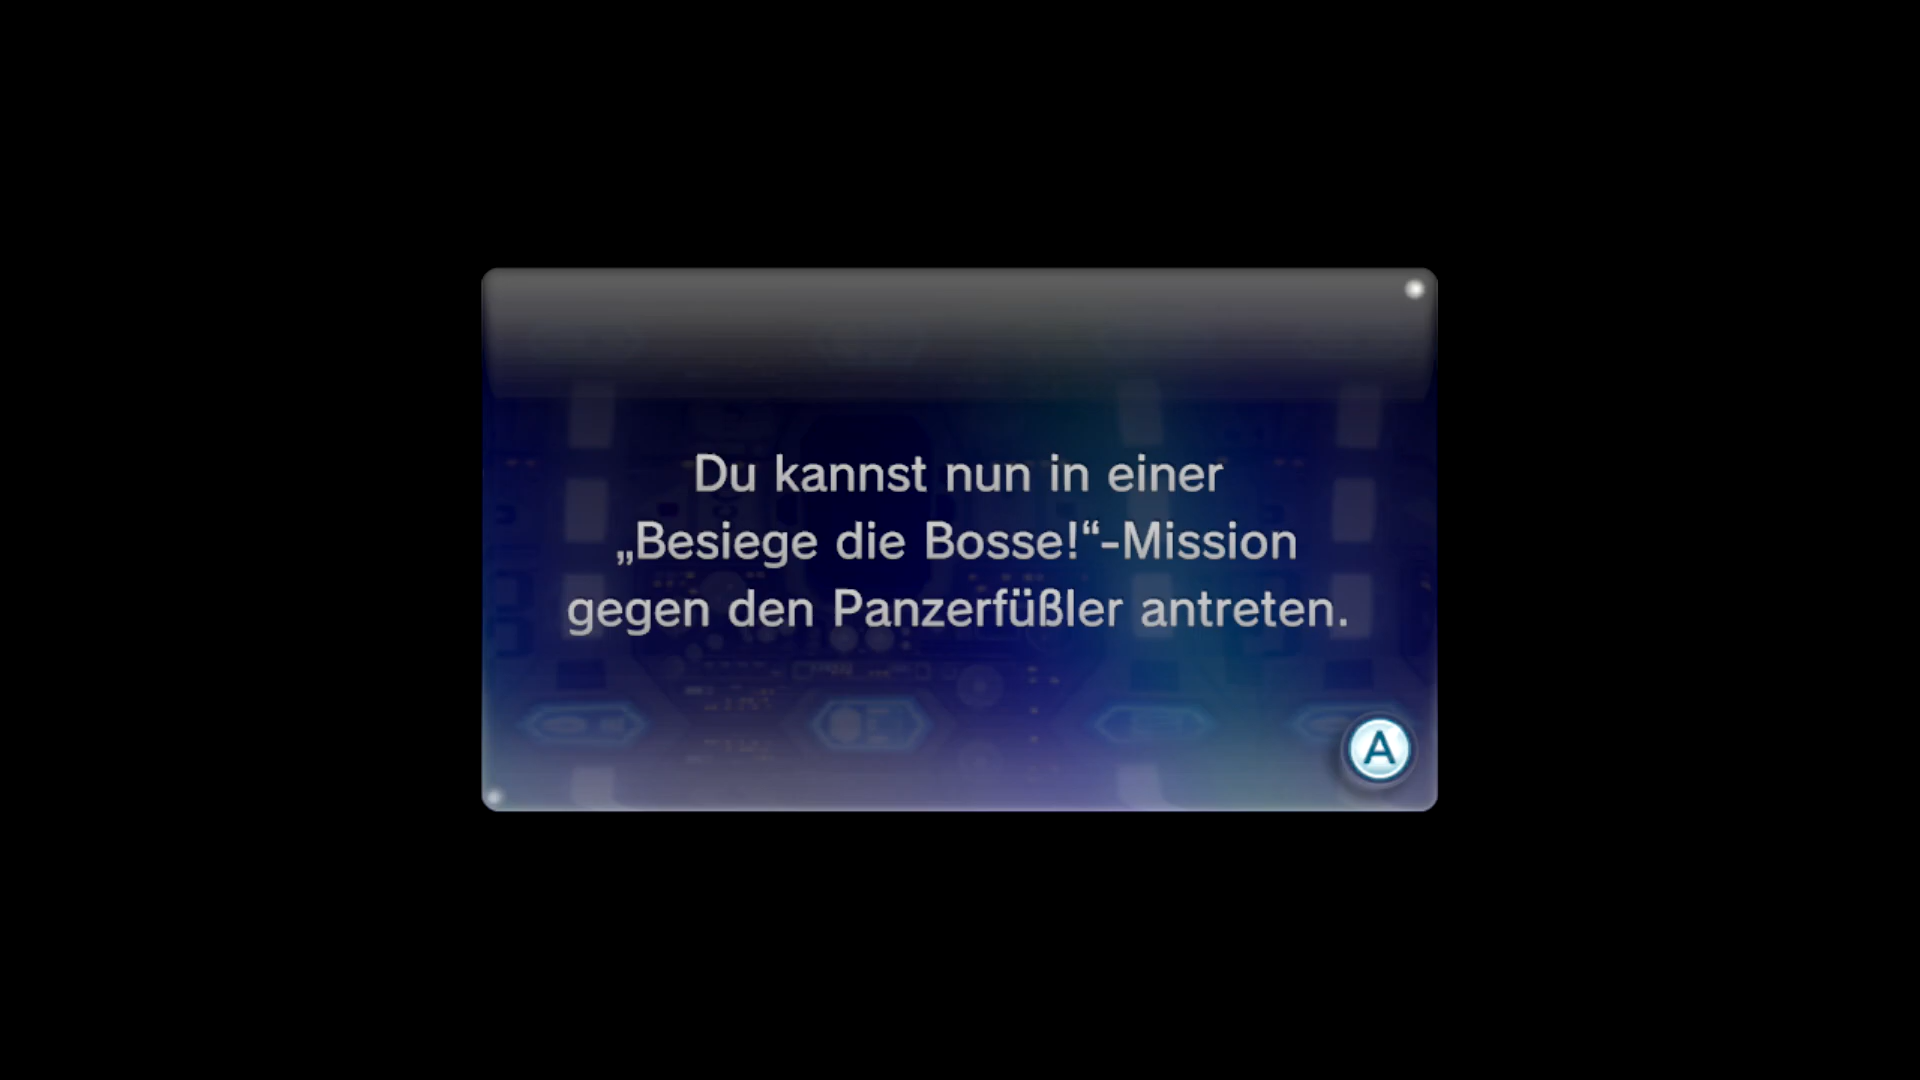 Du kannst nun in einer
„Besiege die Bosse!“-Mission
gegen den Panzerfüßler antreten.
A